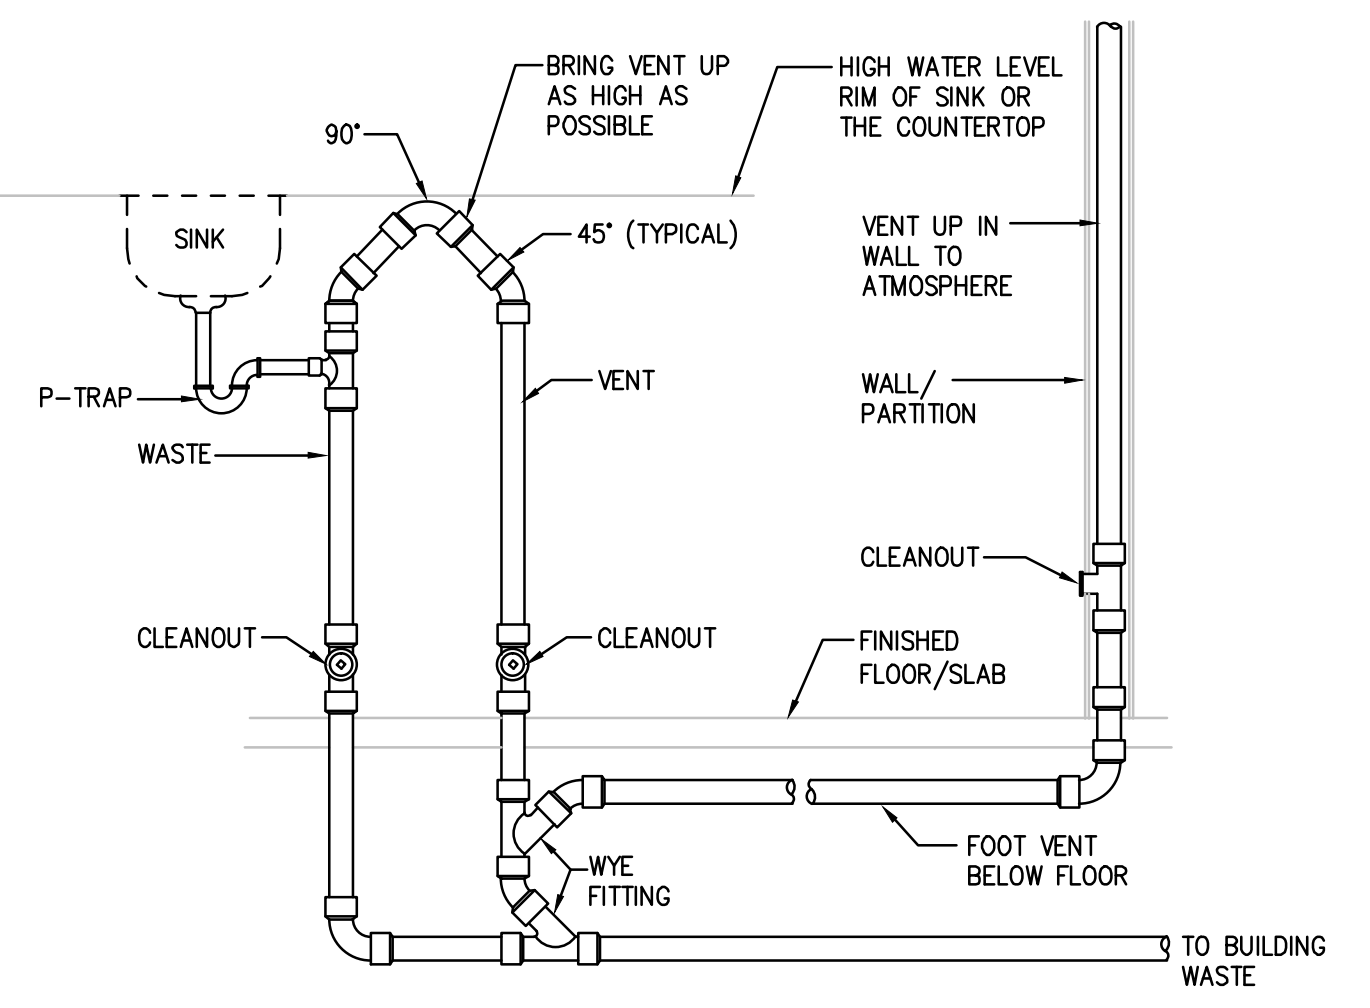 BRING VENT UP
AS HIGH AS
POSSIBLE
HIGH WATER LEVEL
RIM OF SINK OR
THE COUNTERTOP
90°
SINK
45° (TYPICAL)
VENT UP IN
WALL TO
ATMOSPHERE
P-TRAP
VENT
WALL/
PARTITION
WASTE
CLEANOUT
CLEANOUT
CLEANOUT
FINISHED
FLOOR/SLAB
WYE
FITTING
FOOT VENT
BELOW FLOOR
TO BUILDING
WASTE